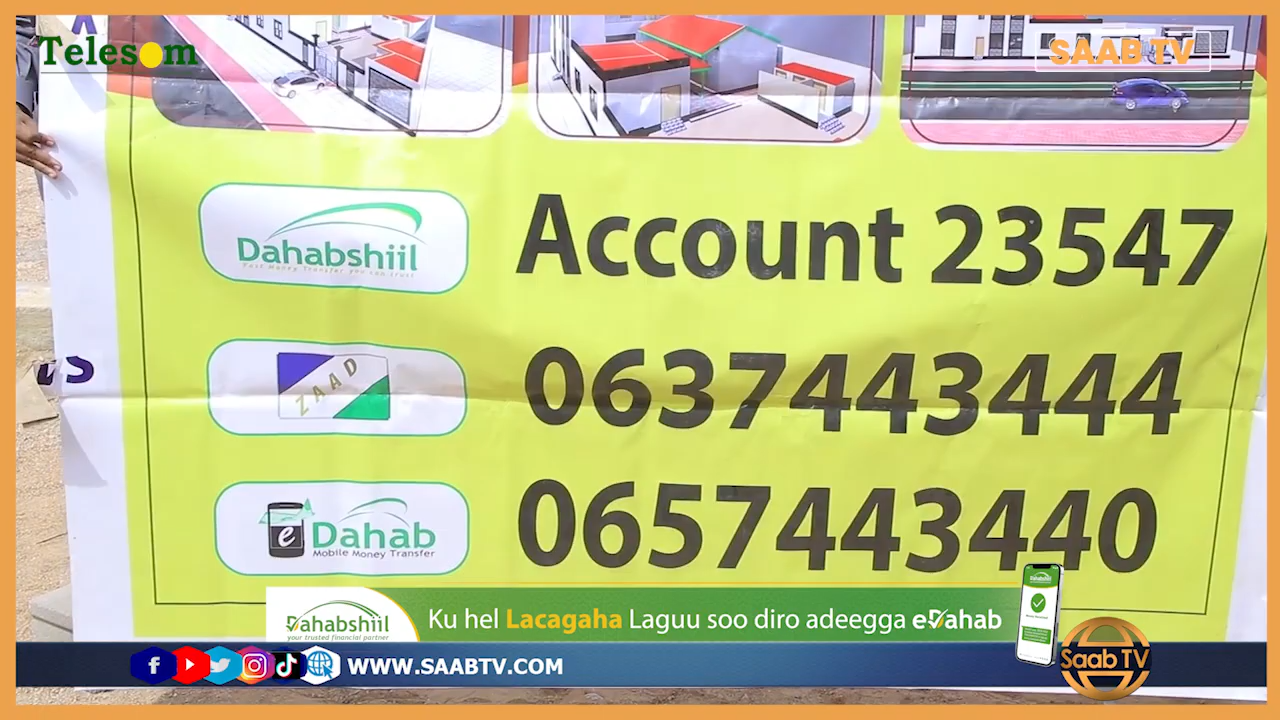 Telesom
SAAB TV
Dahabshiil
Fast Money Transfer you can trust
Account 23547
ZAAD
0637443444
e Dahab
Mobile Money Transfer
0657443440
Dahabshiil
your trusted financial partner
Ku hel Lacagaha Laguu soo diro adeegga eDahab
WWW.SAABTV.COM
Saab TV